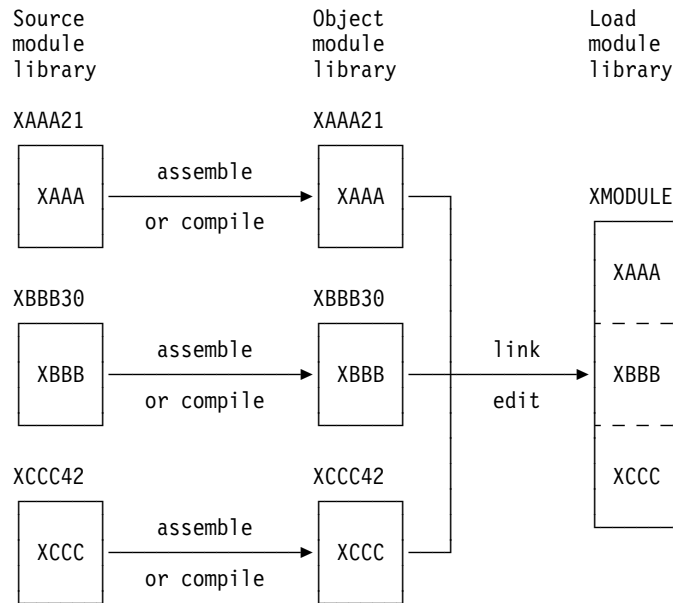 Source
module
library
Object
module
library
Load
module
library
XAAA21
XAAA21
XAAA
assemble
or compile
XAAA
XMODULE
XAAA
XBBB30
XBBB30
XBBB
assemble
or compile
XBBB
link
edit
XBBB
XCCC42
XCCC42
XCCC
XCCC
assemble
or compile
XCCC